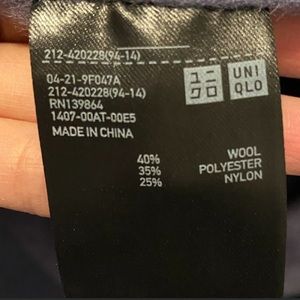 212-420228(94-14)
04-21-9F047A
212-420228(94-14)
RN139864
1407-00AT-00E5
MADE IN CHINA
ユニ
クロ
UNI
QLO
40% WOOL
35% POLYESTER
25% NYLON